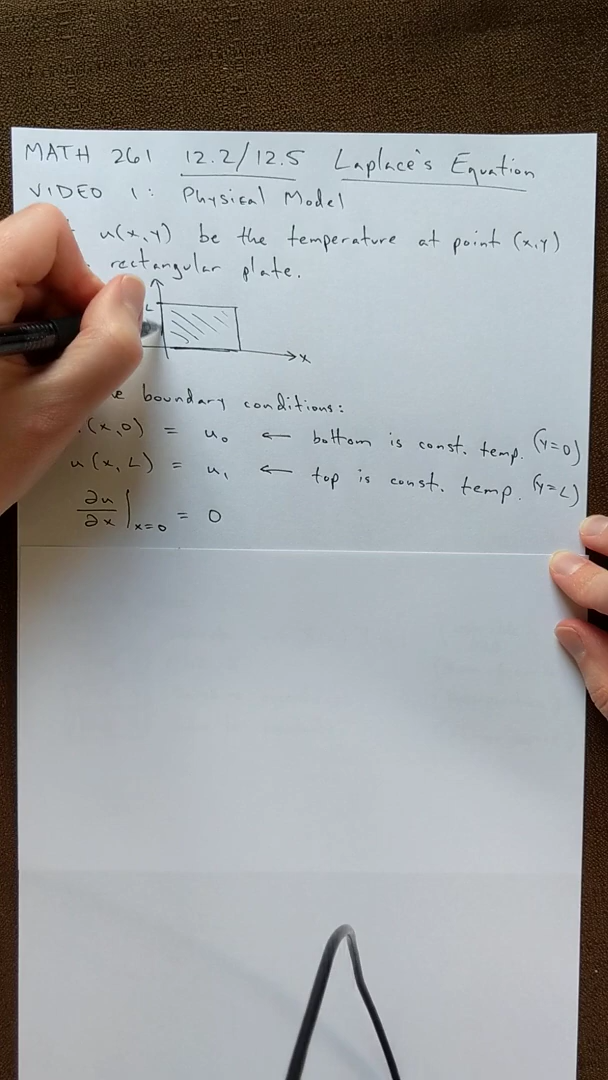 MATH 261 12.2/12.5 Laplace's Equation
VIDEO 1: Physical Model
u(x,y) be the temperature at point (x,y)
rectangular plate.
L
x
boundary conditions:
(x,0) = u₀ ← bottom is const. temp. (y=0)
u(x,L) = u₁ ← top is const. temp. (y=L)
∂u/∂x |ₓ₌₀ = 0